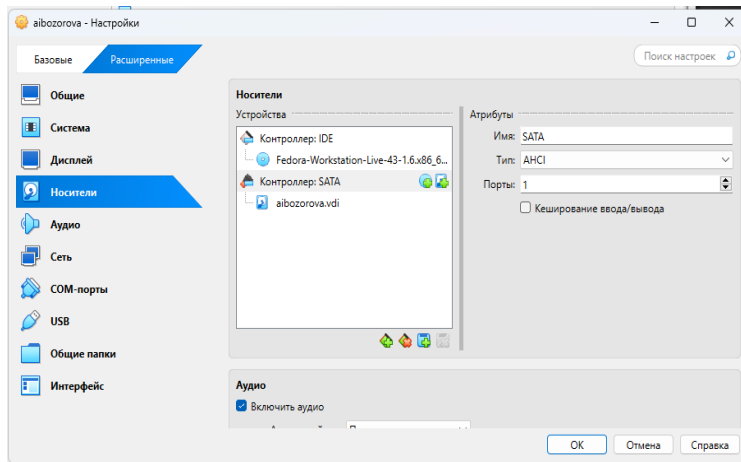 aibozorova - Настройки
Базовые
Расширенные
Поиск настроек
Общие
Система
Дисплей
Носители
Аудио
Сеть
COM-порты
USB
Общие папки
Интерфейс
Носители
Устройства
Контроллер: IDE
Fedora-Workstation-Live-43-1.6.x86_6...
Контроллер: SATA
aibozorova.vdi
Атрибуты
Имя: SATA
Тип: AHCI
Порты: 1
Кеширование ввода/вывода
Аудио
Включить аудио
OK
Отмена
Справка